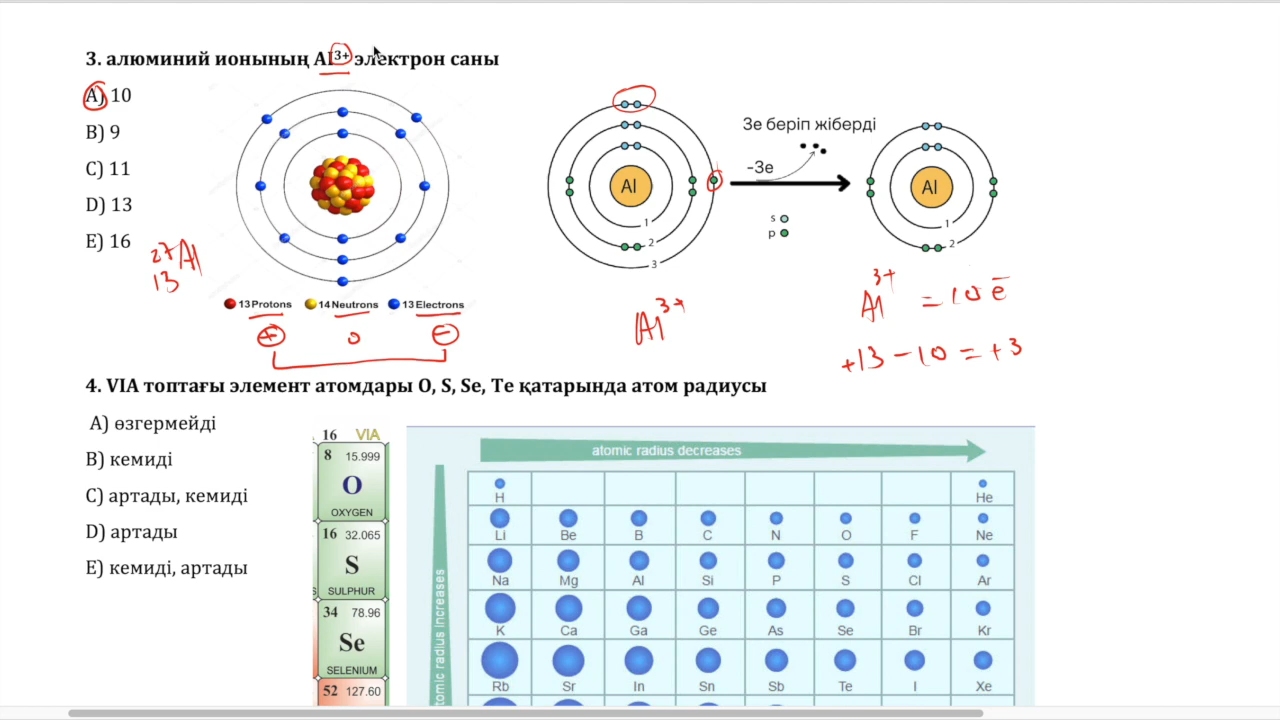 3. алюминий ионының Al3+ электрон саны
A) 10
B) 9
C) 11
D) 13
E) 16
27
13 Al
13 Protons 14 Neutrons 13 Electrons
+ 0 −
Al
1
2
3
3e беріп жіберді
-3e
s
p
Al
1
2
Al3+
Al3+ = 10 e̅
+13 − 10 = +3
4. VIA топтағы элемент атомдары O, S, Se, Te қатарында атом радиусы
A) өзгермейді
B) кемиді
C) артады, кемиді
D) артады
E) кемиді, артады
16 VIA
8 15.999
O
OXYGEN
16 32.065
S
SULPHUR
34 78.96
Se
SELENIUM
52 127.60
atomic radius decreases
tomic radius increases
H He
Li Be B C N O F Ne
Na Mg Al Si P S Cl Ar
K Ca Ga Ge As Se Br Kr
Rb Sr In Sn Sb Te I Xe